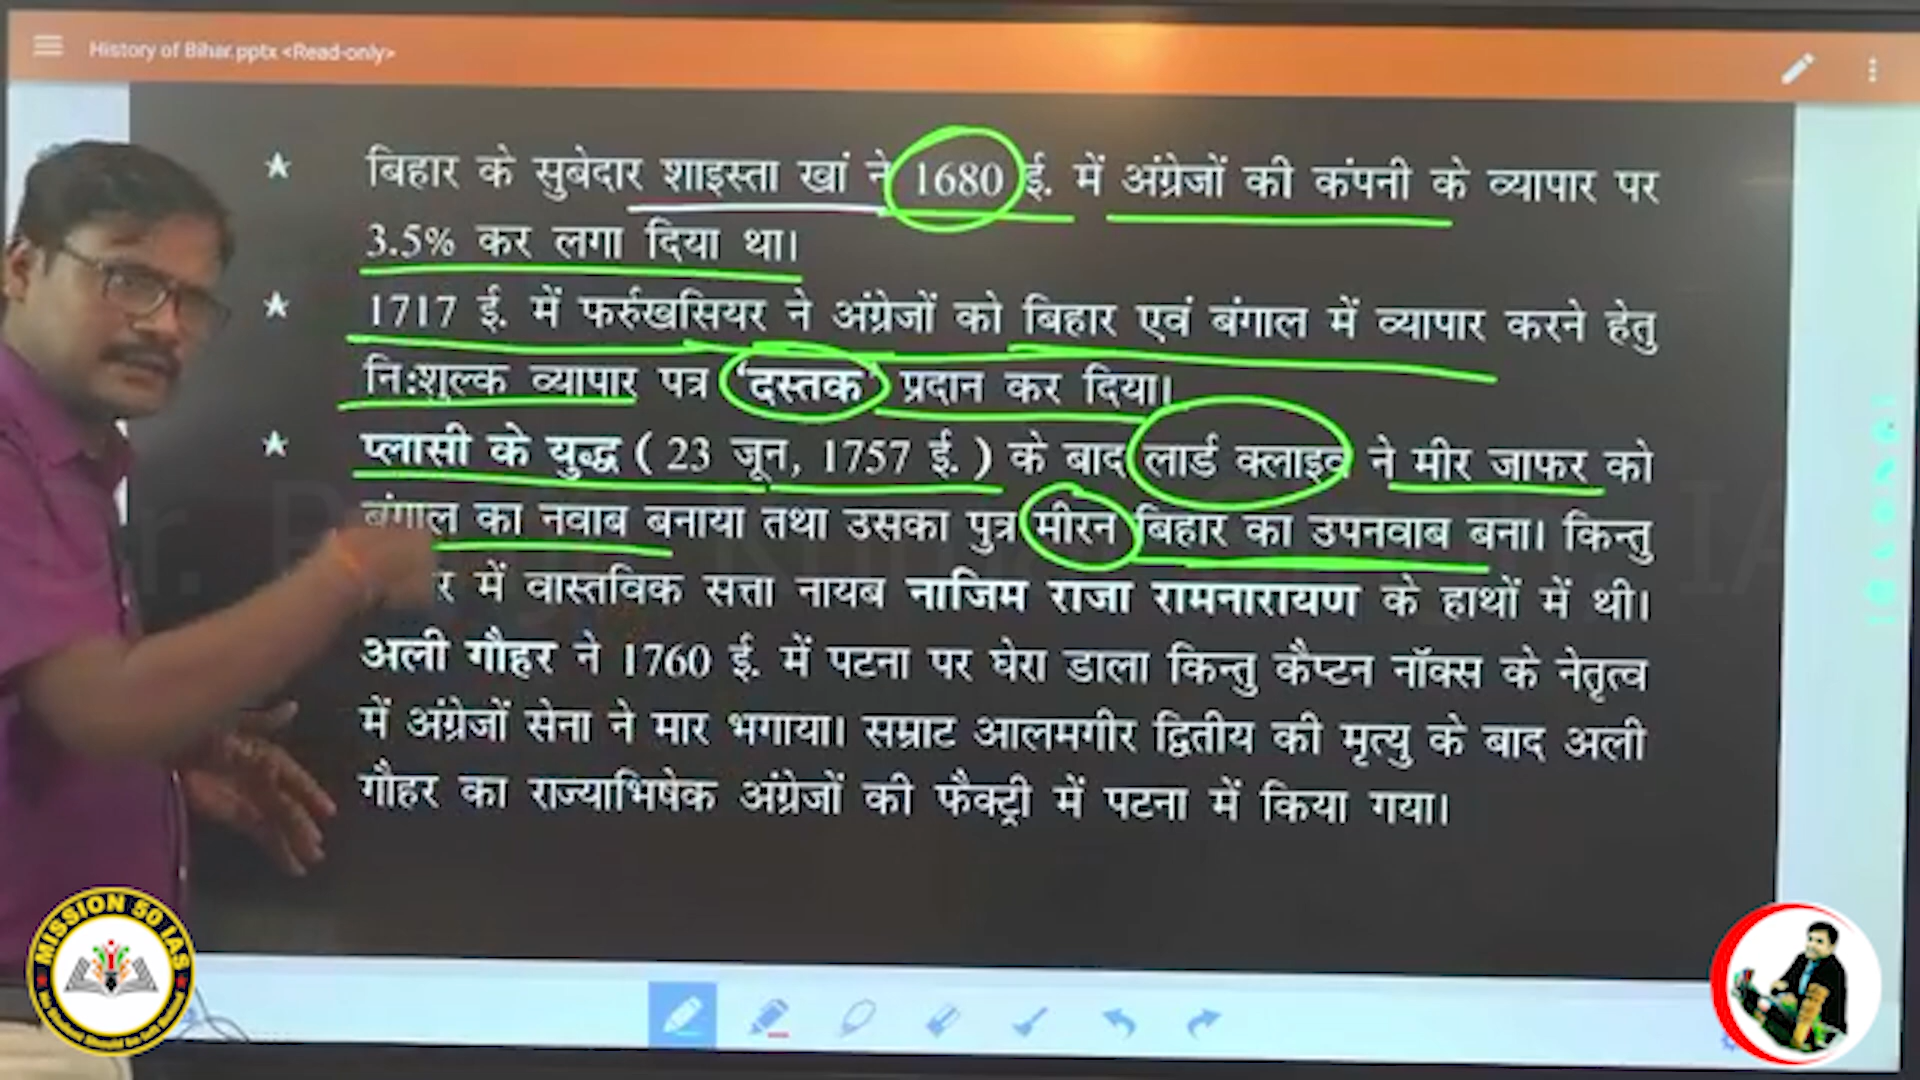 History of Bihar.pptx <Read-only>
★ बिहार के सुबेदार शाइस्ता खां ने 1680 ई. में अंग्रेजों की कंपनी के व्यापार पर
3.5% कर लगा दिया था।
★ 1717 ई. में फर्रुखसियर ने अंग्रेजों को बिहार एवं बंगाल में व्यापार करने हेतु
नि:शुल्क व्यापार पत्र 'दस्तक' प्रदान कर दिया।
★ प्लासी के युद्ध ( 23 जून, 1757 ई. ) के बाद लार्ड क्लाइव ने मीर जाफर को
बंगाल का नवाब बनाया तथा उसका पुत्र मीरन बिहार का उपनवाब बना। किन्तु
में वास्तविक सत्ता नायब नाजिम राजा रामनारायण के हाथों में थी।
अली गौहर ने 1760 ई. में पटना पर घेरा डाला किन्तु कैप्टन नॉक्स के नेतृत्व
में अंग्रेजों सेना ने मार भगाया। सम्राट आलमगीर द्वितीय की मृत्यु के बाद अली
गौहर का राज्याभिषेक अंग्रेजों की फैक्ट्री में पटना में किया गया।
MISSION 50 IAS